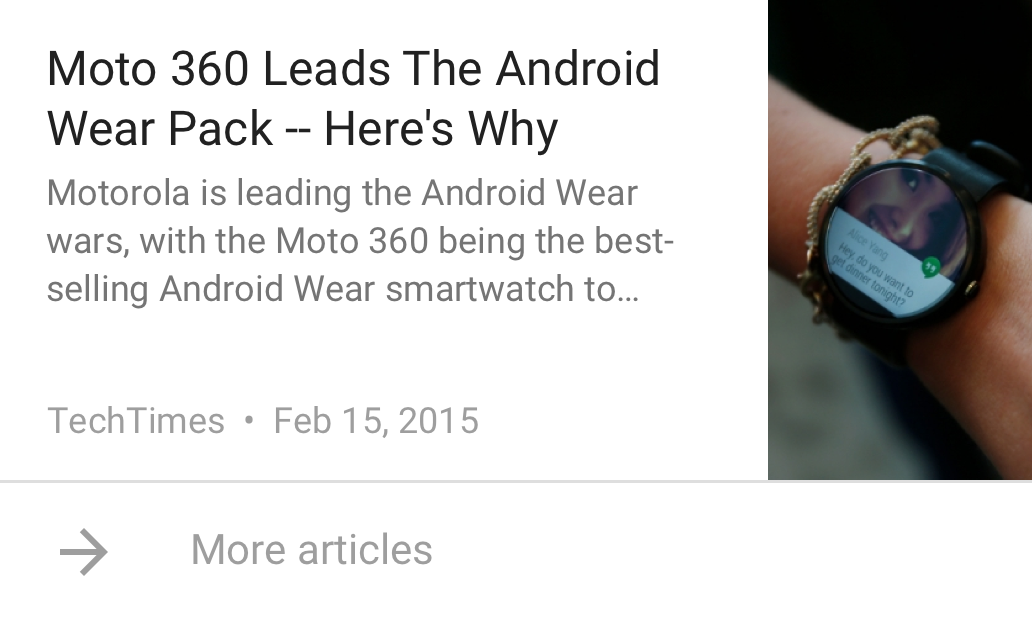 Moto 360 Leads The Android
Wear Pack -- Here's Why
Motorola is leading the Android Wear
wars, with the Moto 360 being the best-
selling Android Wear smartwatch to…
Alice Yang
Hey, do you want to
get dinner tonight?
TechTimes • Feb 15, 2015
More articles